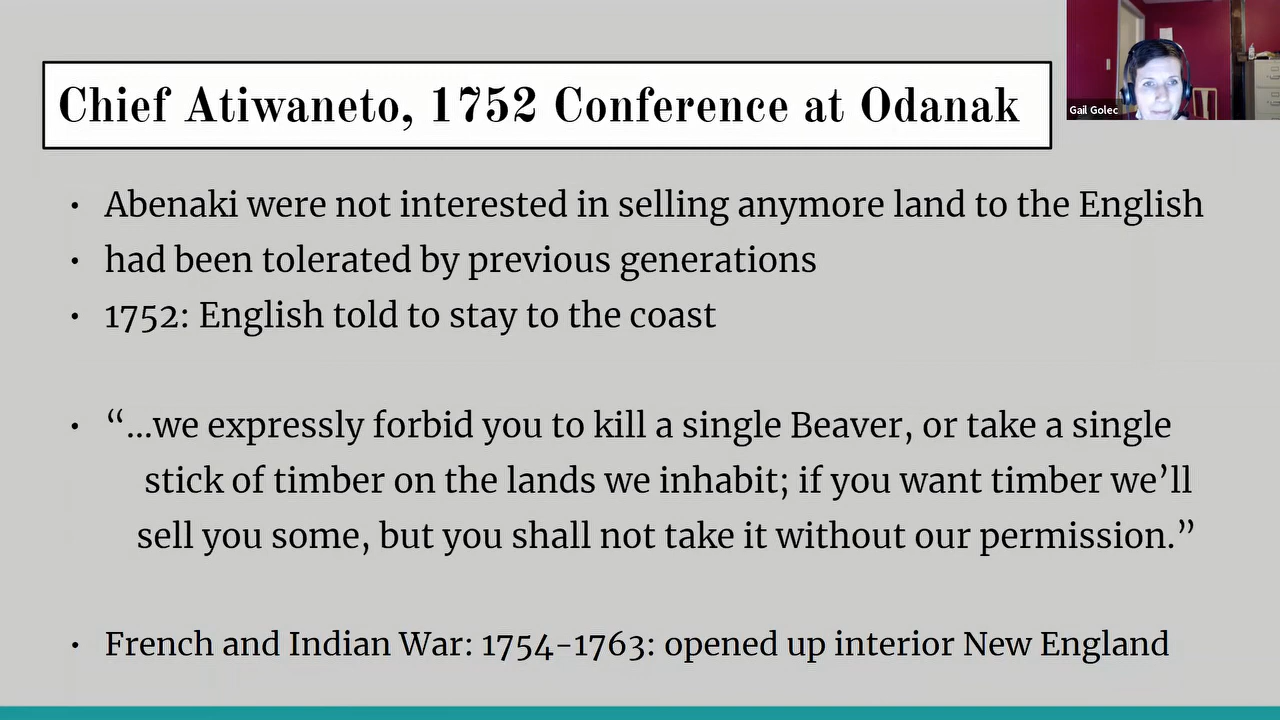 Chief Atiwaneto, 1752 Conference at Odanak
Gail Golec
• Abenaki were not interested in selling anymore land to the English
• had been tolerated by previous generations
• 1752: English told to stay to the coast
• “...we expressly forbid you to kill a single Beaver, or take a single
stick of timber on the lands we inhabit; if you want timber we’ll
sell you some, but you shall not take it without our permission.”
• French and Indian War: 1754-1763: opened up interior New England